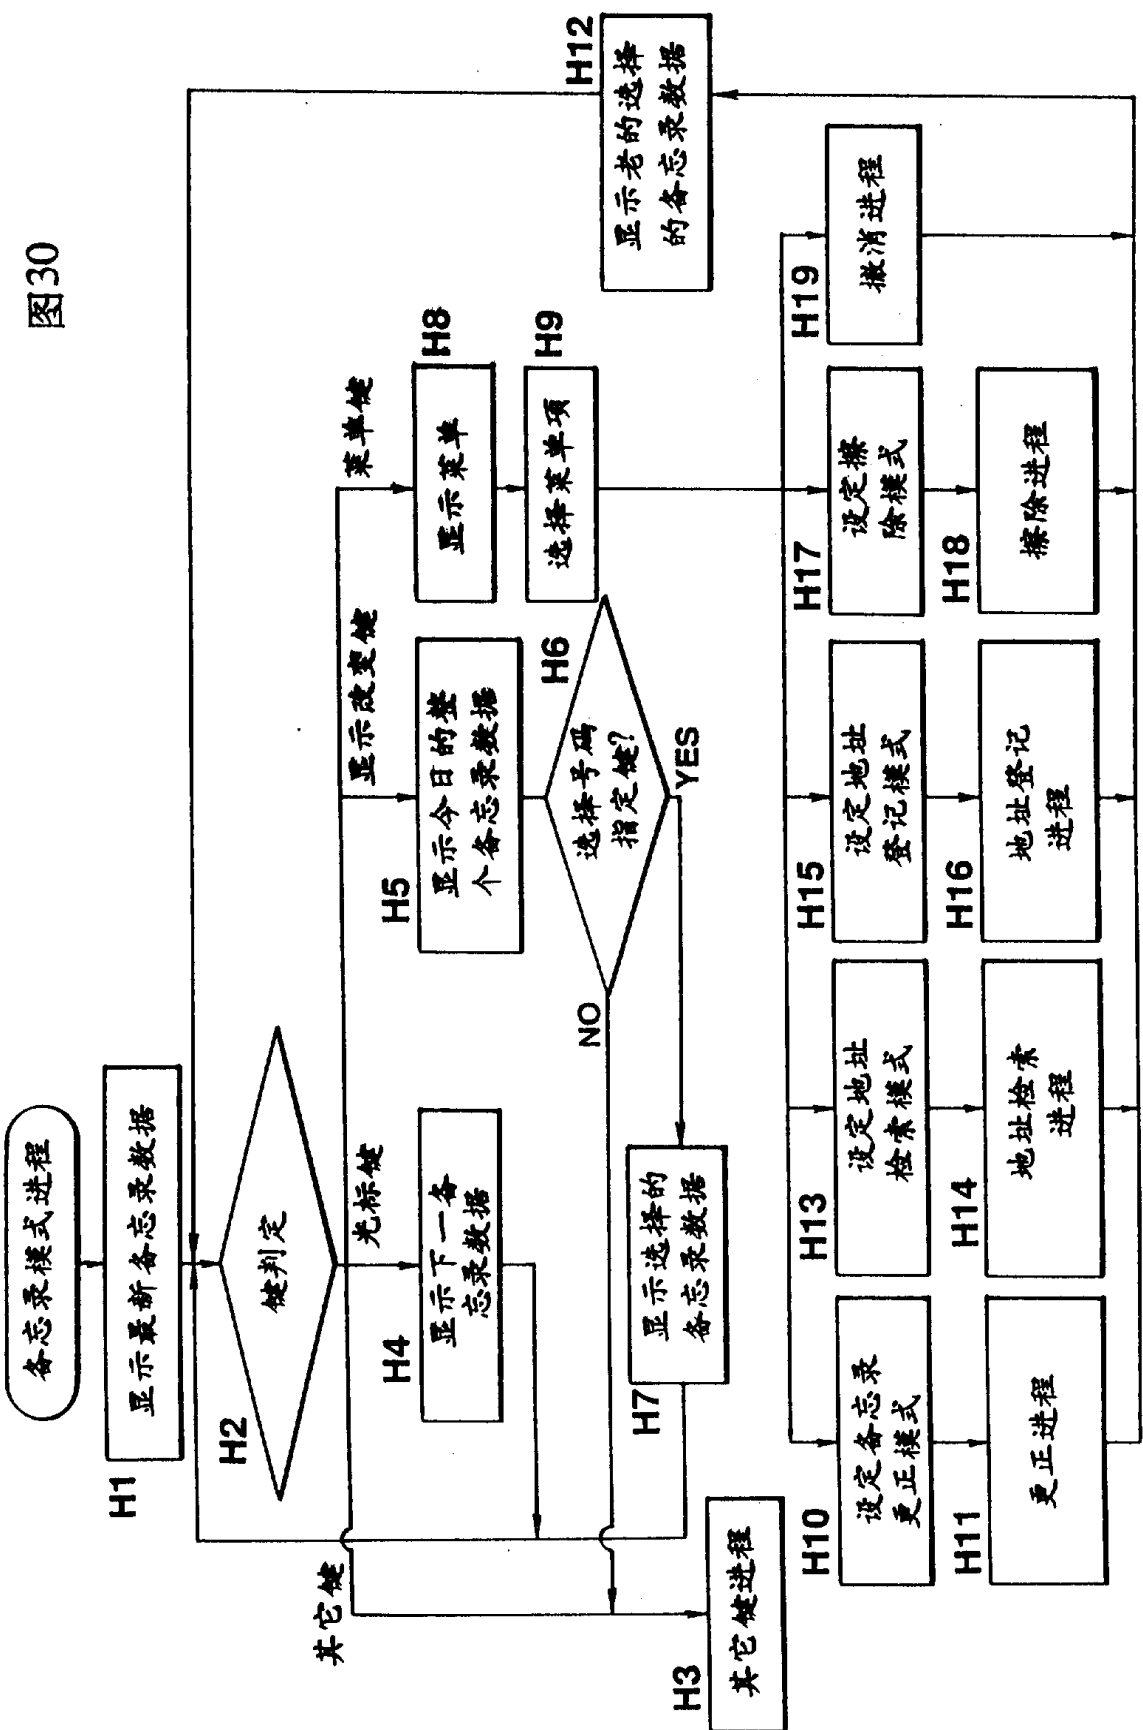 图30
备忘录模式进程
H1
显示最新备忘录数据
H2
键判定
其它键
光标键
显示改变键
菜单键
H3
其它键进程
H4
显示下一备
忘录数据
H5
显示今日的整
个备忘录数据
H6
选择号码
指定键?
NO
YES
H7
显示选择的
备忘录数据
H8
显示菜单
H9
选择菜单项
H10
设定备忘录
更正模式
H11
更正进程
H12
显示老的选择
的备忘录数据
H13
设定地址
检索模式
H14
地址检索
进程
H15
设定地址
登记模式
H16
地址登记
进程
H17
设定擦
除模式
H18
擦除进程
H19
撤消进程